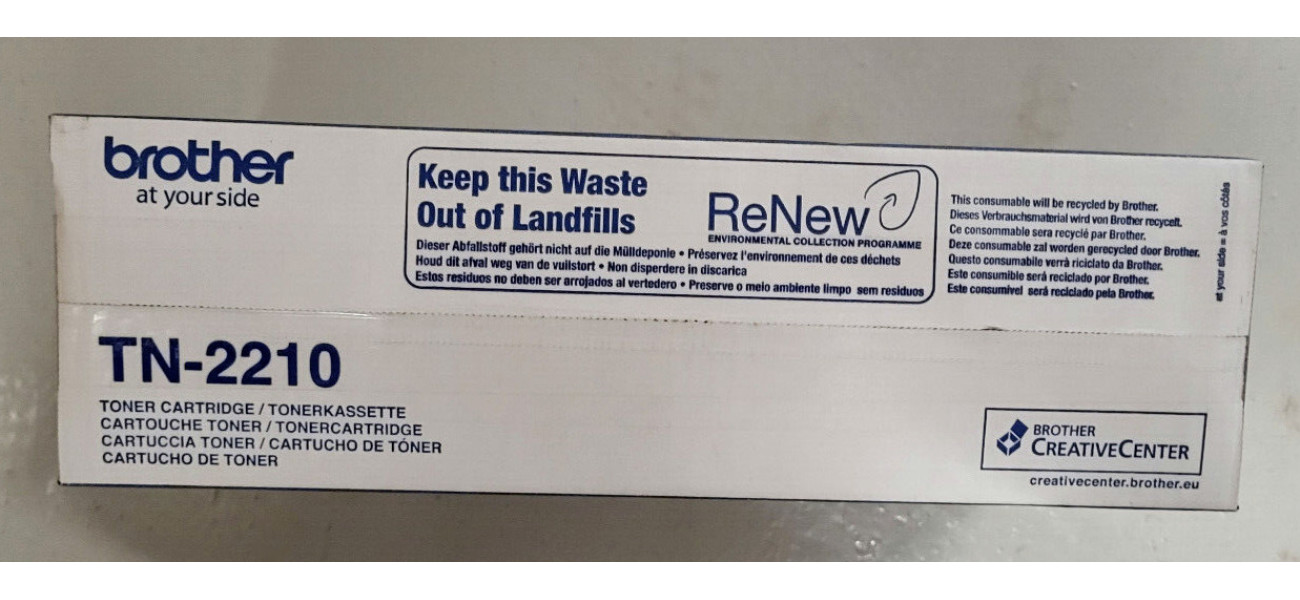 brother
at your side
Keep this Waste
Out of Landfills
ReNew
ENVIRONMENTAL COLLECTION PROGRAMME
Dieser Abfallstoff gehört nicht auf die Mülldeponie • Préservez l'environnement de ces déchets
Houd dit afval weg van de vuilstort • Non disperdere in discarica
Estos residuos no deben ser arrojados al vertedero • Preserve o meio ambiente limpo sem residuos
This consumable will be recycled by Brother.
Dieses Verbrauchsmaterial wird von Brother recycelt.
Ce consommable sera recyclé par Brother.
Deze consumable zal worden gerecycled door Brother.
Questo consumabile verrà riciclato da Brother.
Este consumible será reciclado por Brother.
Este consumível será reciclado pela Brother.
at your side = à vos côtés
TN-2210
TONER CARTRIDGE / TONERKASSETTE
CARTOUCHE TONER / TONERCARTRIDGE
CARTUCCIA TONER / CARTUCHO DE TÓNER
CARTUCHO DE TONER
BROTHER
CREATIVECENTER
creativecenter.brother.eu